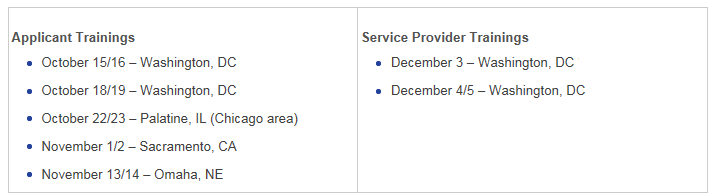 Applicant Trainings
October 15/16 – Washington, DC
October 18/19 – Washington, DC
October 22/23 – Palatine, IL (Chicago area)
November 1/2 – Sacramento, CA
November 13/14 – Omaha, NE
Service Provider Trainings
December 3 – Washington, DC
December 4/5 – Washington, DC